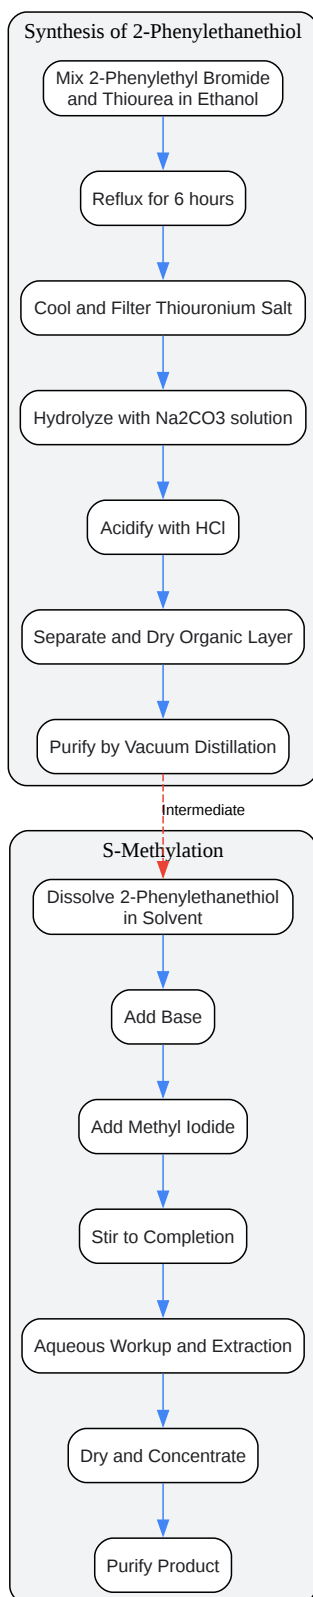 Synthesis of 2-Phenylethanethiol
Mix 2-Phenylethyl Bromide
and Thiourea in Ethanol
Reflux for 6 hours
Cool and Filter Thiouronium Salt
Hydrolyze with Na2CO3 solution
Acidify with HCl
Separate and Dry Organic Layer
Purify by Vacuum Distillation
Intermediate
S-Methylation
Dissolve 2-Phenylethanethiol
in Solvent
Add Base
Add Methyl Iodide
Stir to Completion
Aqueous Workup and Extraction
Dry and Concentrate
Purify Product